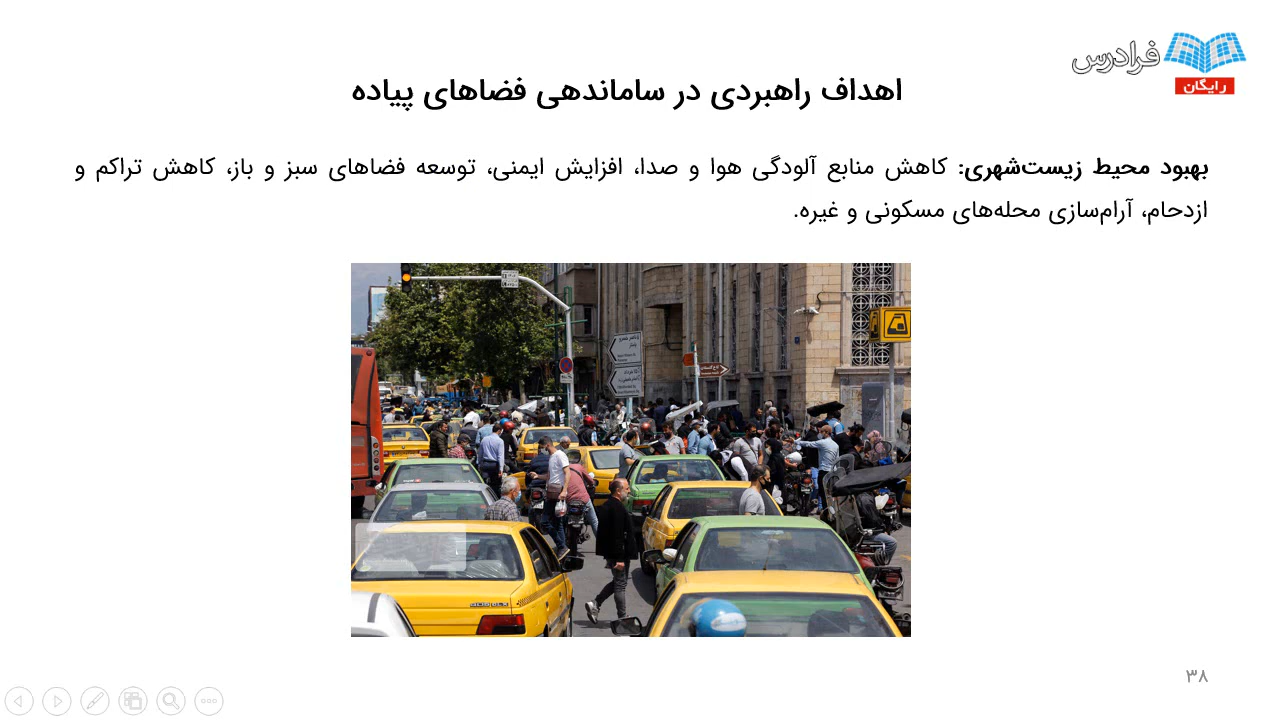 فرادرس
رایگان
اهداف راهبردی در ساماندهی فضاهای پیاده
بهبود محیط زیست‌شهری: کاهش منابع آلودگی هوا و صدا، افزایش ایمنی، توسعه فضاهای سبز و باز، کاهش تراکم و
ازدحام، آرام‌سازی محله‌های مسکونی و غیره.
۳۸